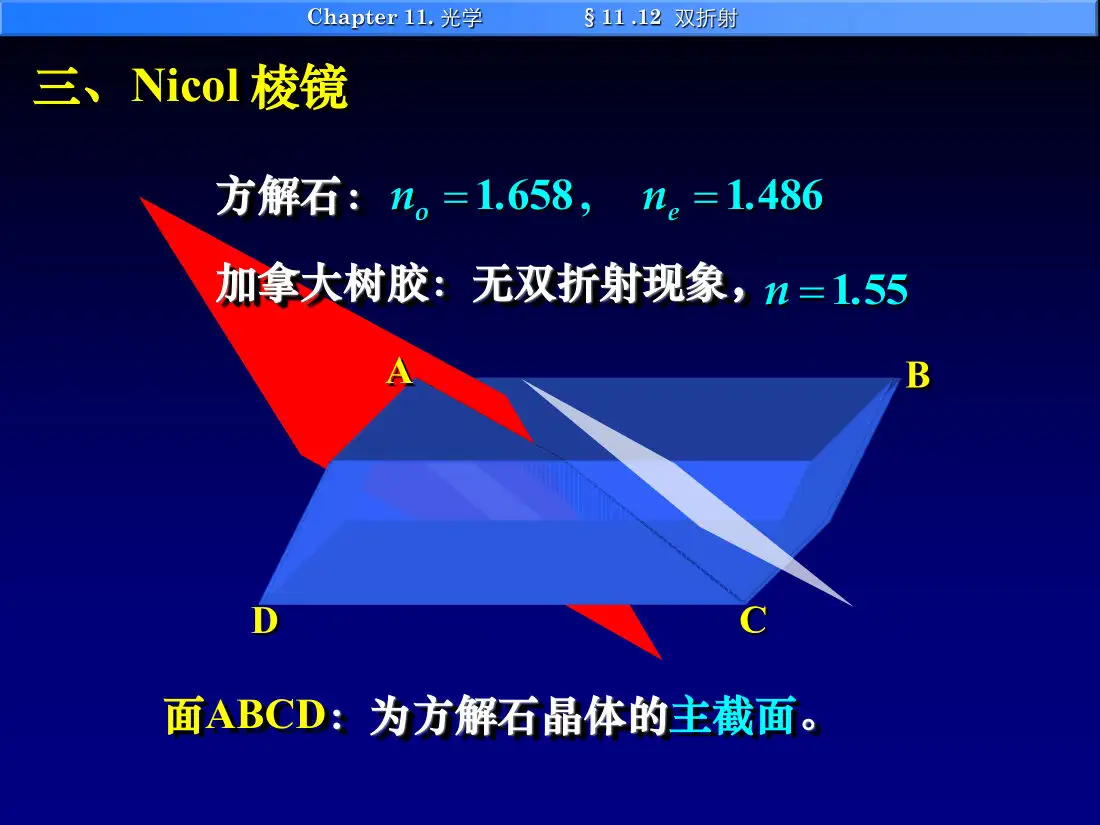 Chapter 11. 光学 §11 .12 双折射
三、Nicol 棱镜
方解石： nₒ = 1.658 , nₑ = 1.486
加拿大树胶：无双折射现象，n = 1.55
A B
D C
面ABCD：为方解石晶体的主截面。